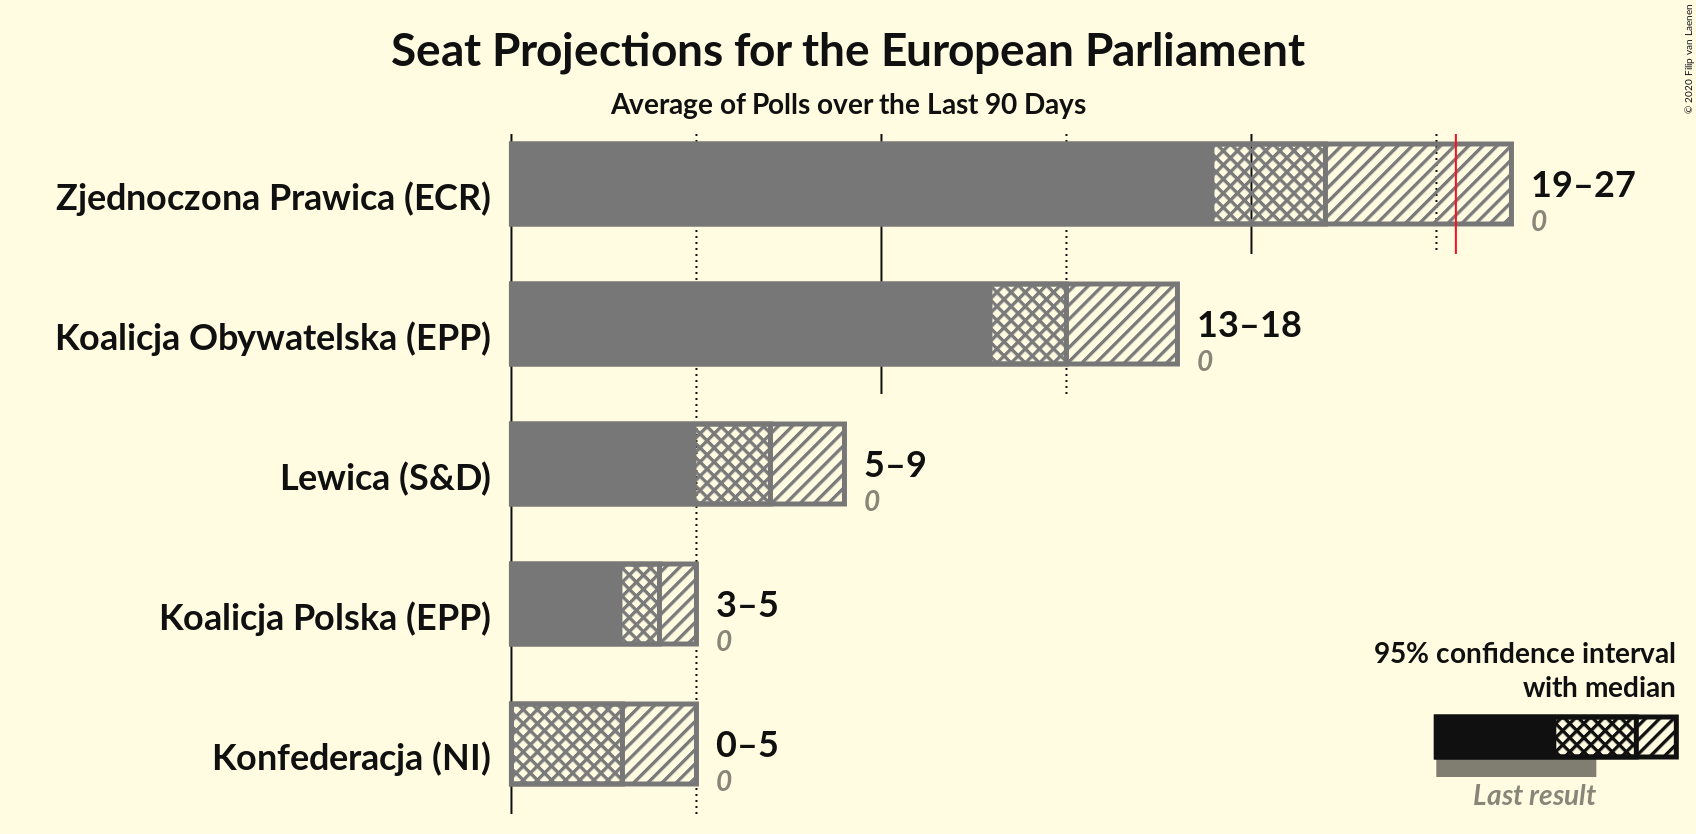 Seat Projections for the European Parliament
Average of Polls over the Last 90 Days
© 2020 Filip van Laenen
Zjednoczona Prawica (ECR)
19–27
0
Koalicja Obywatelska (EPP)
13–18
0
Lewica (S&D)
5–9
0
Koalicja Polska (EPP)
3–5
0
Konfederacja (NI)
0–5
0
95% confidence interval
with median
Last result